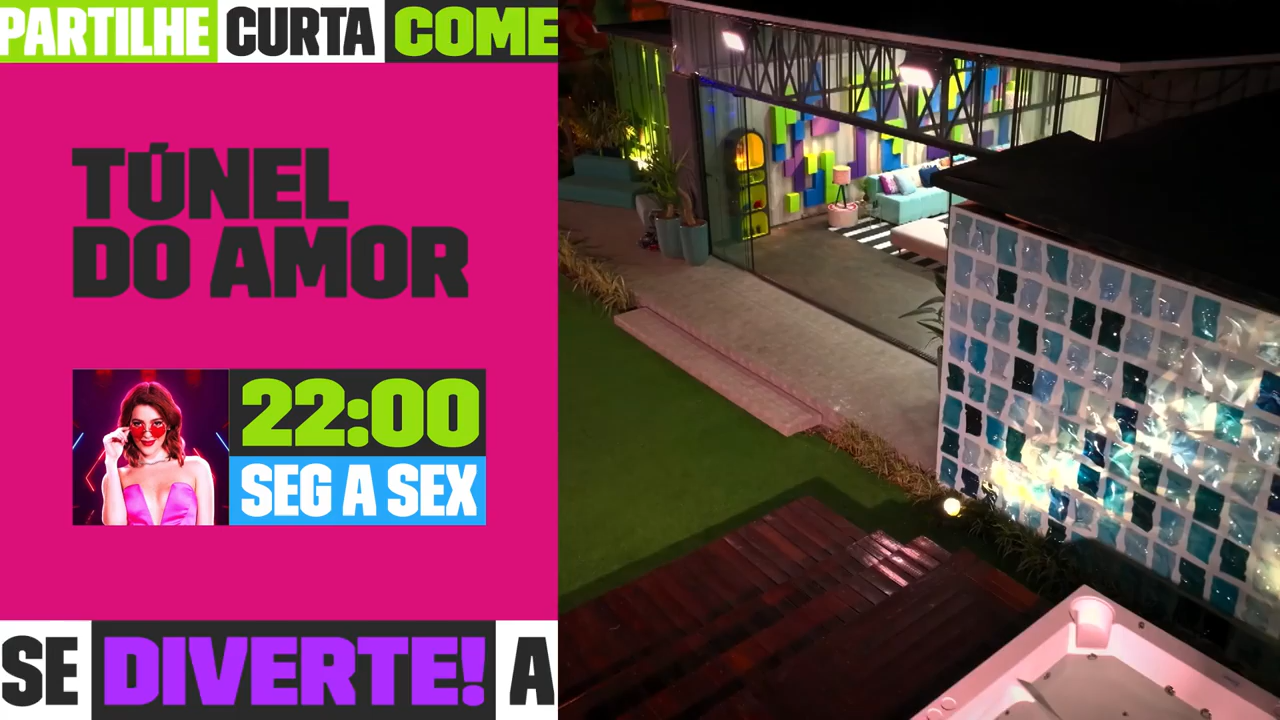 PARTILHE CURTA COME
TÚNEL
DO AMOR
22:00
SEG A SEX
SE DIVERTE! A